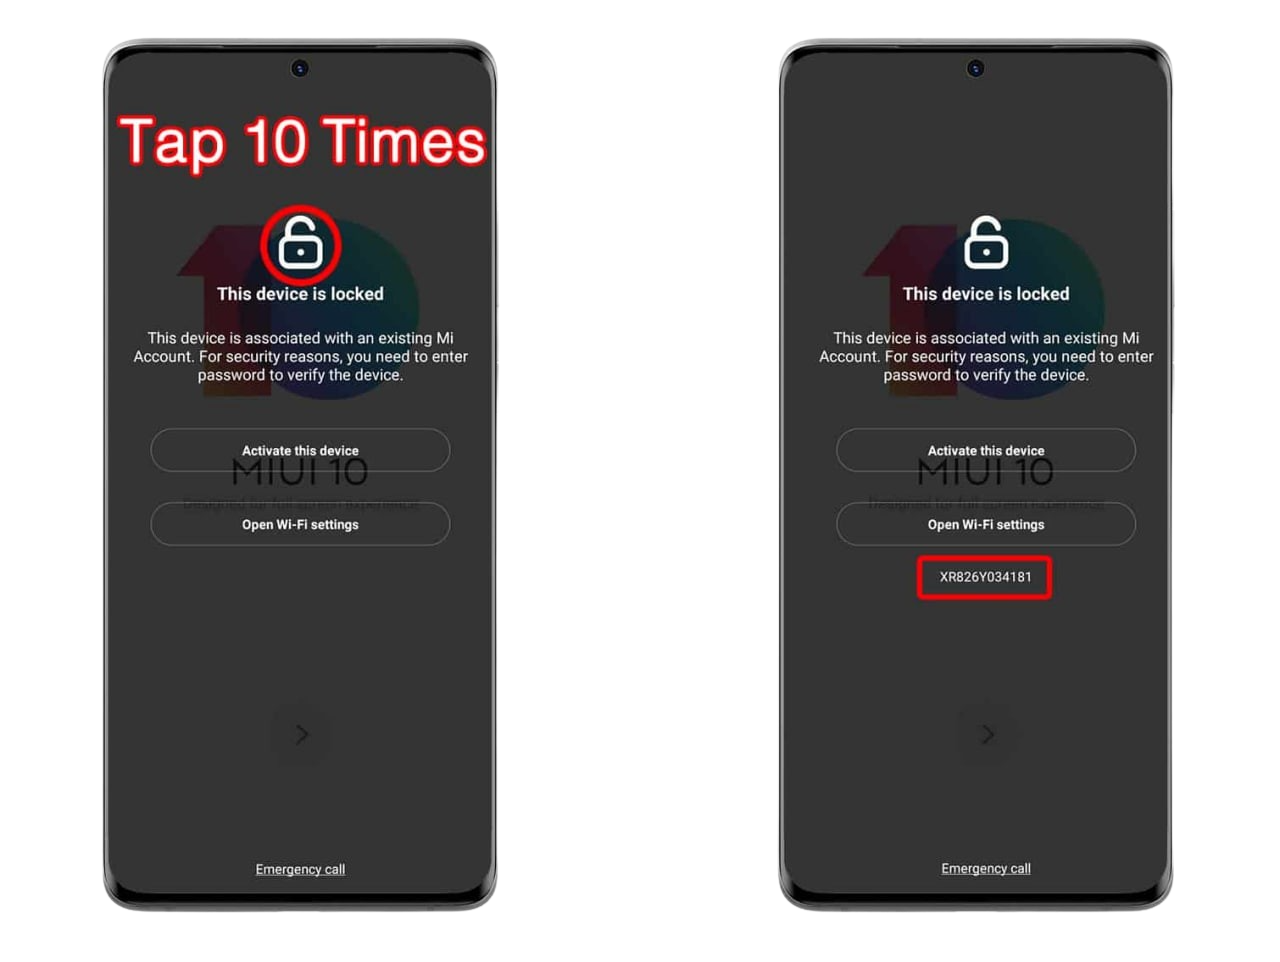 Tap 10 Times
This device is locked
This device is associated with an existing Mi
Account. For security reasons, you need to enter
password to verify the device.
Activate this device
MIUI 10
Designed for full screen experience
Open Wi-Fi settings
Emergency call
10
This device is locked
This device is associated with an existing Mi
Account. For security reasons, you need to enter
password to verify the device.
Activate this device
MIUI 10
Designed for full screen experience
Open Wi-Fi settings
XR826Y034181
Emergency call